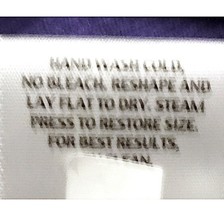 HAND WASH COLD,
NO BLEACH, RESHAPE AND
LAY FLAT TO DRY. STEAM
PRESS TO RESTORE SIZE.
FOR BEST RESULTS,